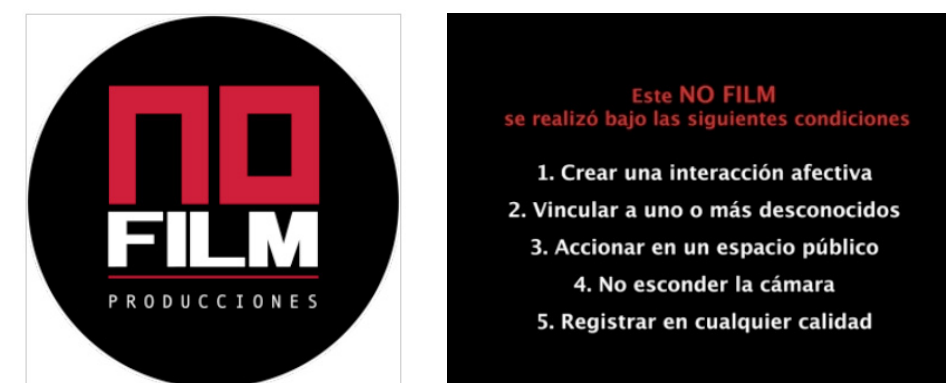 NO
FILM
PRODUCCIONES
Este NO FILM
se realizó bajo las siguientes condiciones
1. Crear una interacción afectiva
2. Vincular a uno o más desconocidos
3. Accionar en un espacio público
4. No esconder la cámara
5. Registrar en cualquier calidad